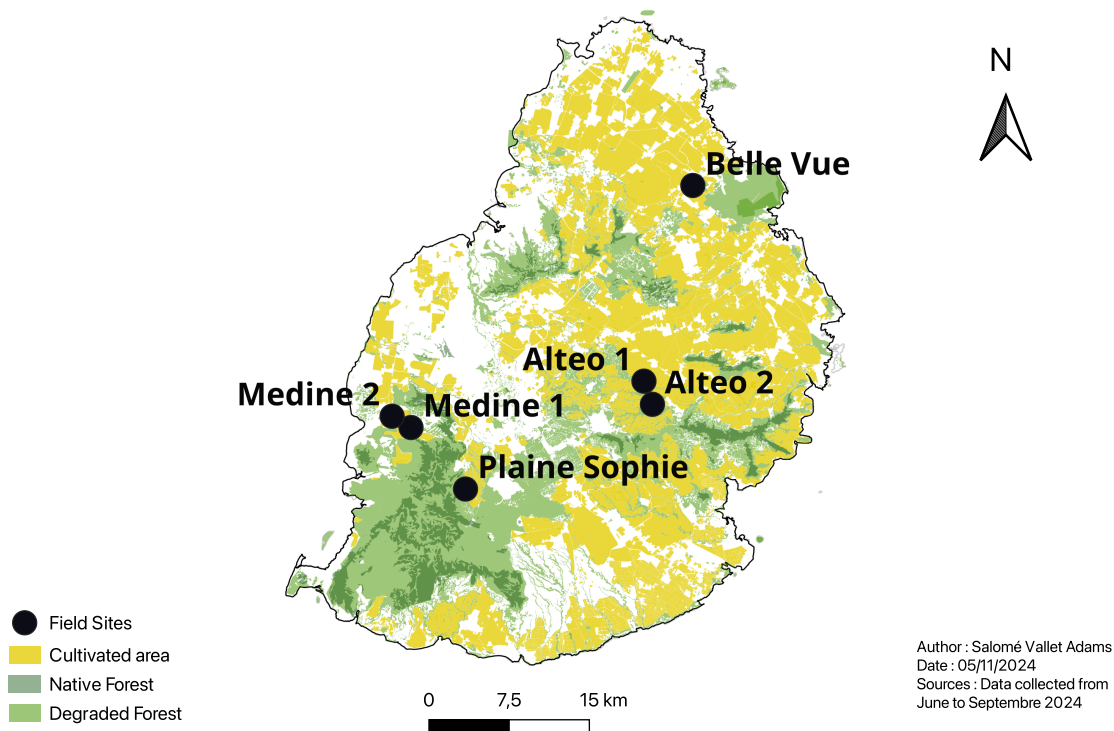 N
Belle Vue
Alteo 1
Alteo 2
Medine 2
Medine 1
Plaine Sophie
Field Sites
Cultivated area
Native Forest
Degraded Forest
0 7,5 15 km
Author : Salomé Vallet Adams
Date : 05/11/2024
Sources : Data collected from
June to Septembre 2024